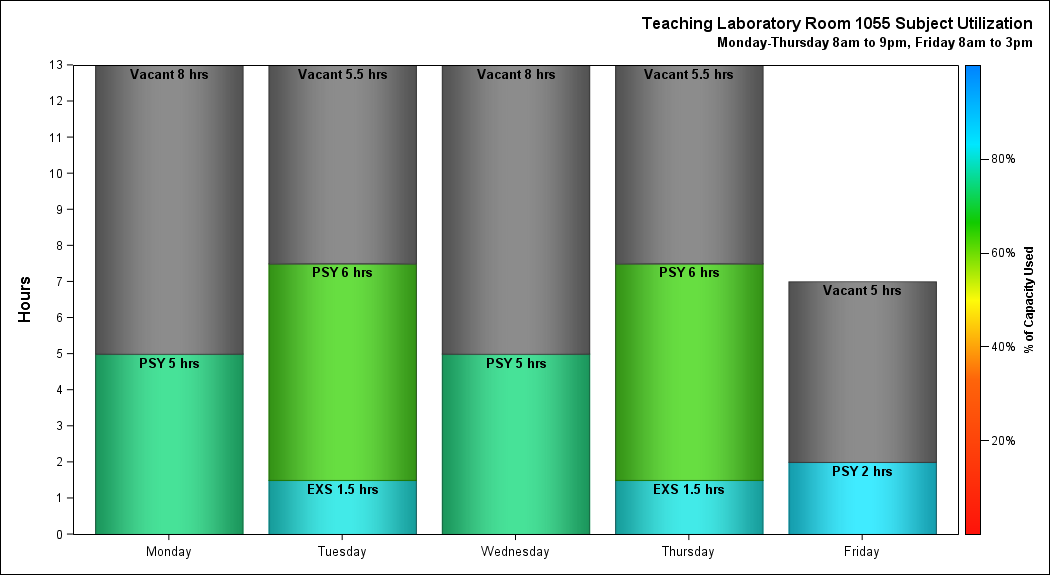 Teaching Laboratory Room 1055 Subject Utilization
Monday-Thursday 8am to 9pm, Friday 8am to 3pm
Hours
13
12
11
10
9
8
7
6
5
4
3
2
1
0
Vacant 8 hrs
PSY 5 hrs
Vacant 5.5 hrs
PSY 6 hrs
EXS 1.5 hrs
Vacant 8 hrs
PSY 5 hrs
Vacant 5.5 hrs
PSY 6 hrs
EXS 1.5 hrs
Vacant 5 hrs
PSY 2 hrs
Monday
Tuesday
Wednesday
Thursday
Friday
80%
60%
40%
20%
% of Capacity Used